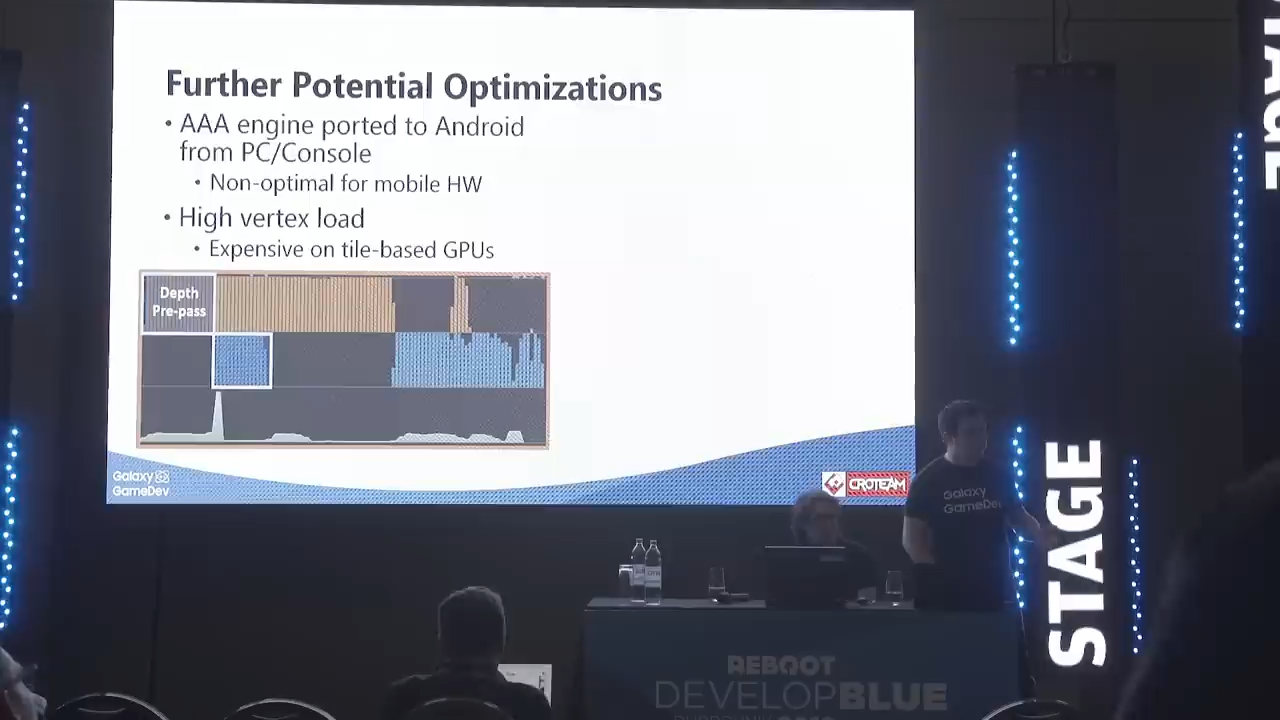 Further Potential Optimizations
• AAA engine ported to Android
from PC/Console
• Non-optimal for mobile HW
• High vertex load
• Expensive on tile-based GPUs
Depth
Pre-pass
Galaxy
GameDev
CROTEAM
Galaxy
GameDev
STAGE
REBOOT
DEVELOPBLUE